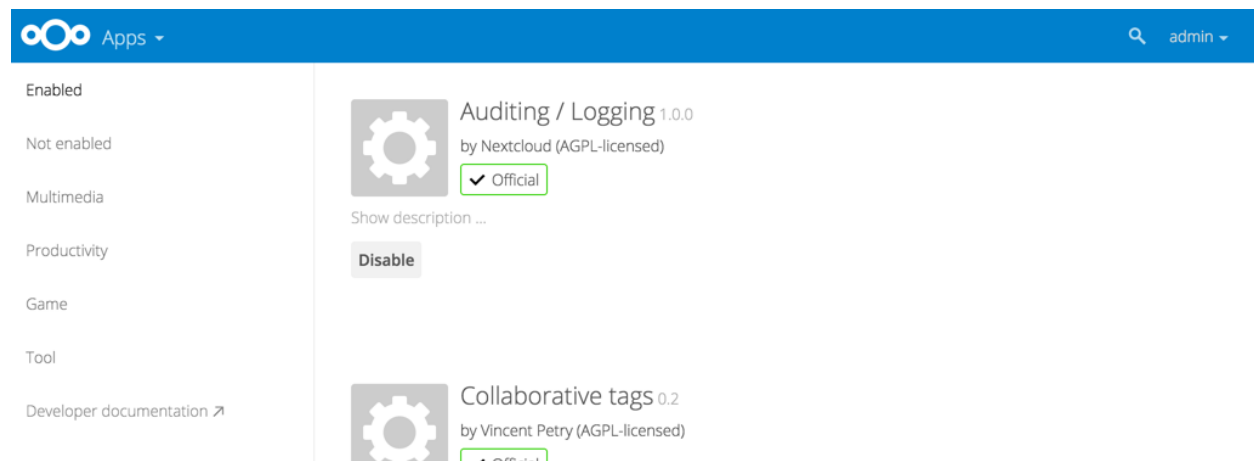 Apps
admin
Enabled
Not enabled
Multimedia
Productivity
Game
Tool
Developer documentation
Auditing / Logging 1.0.0
by Nextcloud (AGPL-licensed)
Official
Show description ...
Disable
Collaborative tags 0.2
by Vincent Petry (AGPL-licensed)
Official